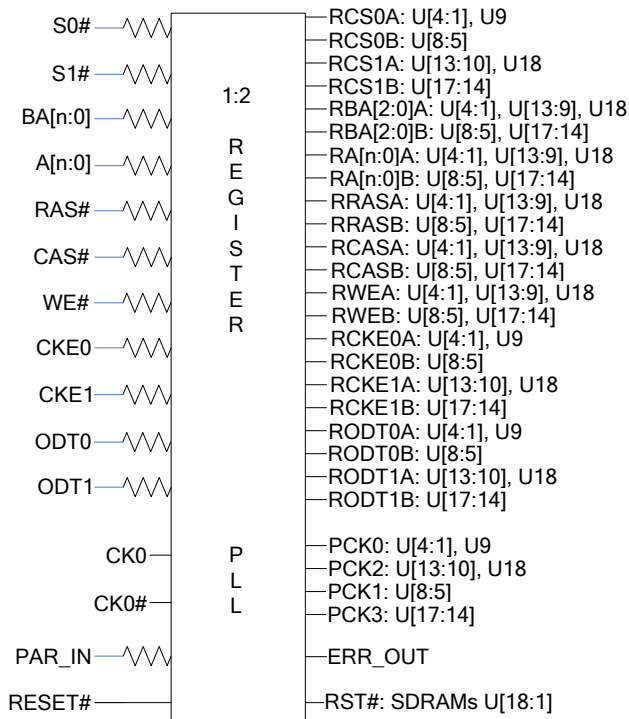 S0#
S1#
BA[n:0]
A[n:0]
RAS#
CAS#
WE#
CKE0
CKE1
ODT0
ODT1
CK0
CK0#
PAR_IN
RESET#
1:2
R
E
G
I
S
T
E
R
P
L
L
RCS0A: U[4:1], U9
RCS0B: U[8:5]
RCS1A: U[13:10], U18
RCS1B: U[17:14]
RBA[2:0]A: U[4:1], U[13:9], U18
RBA[2:0]B: U[8:5], U[17:14]
RA[n:0]A: U[4:1], U[13:9], U18
RA[n:0]B: U[8:5], U[17:14]
RRASA: U[4:1], U[13:9], U18
RRASB: U[8:5], U[17:14]
RCASA: U[4:1], U[13:9], U18
RCASB: U[8:5], U[17:14]
RWEA: U[4:1], U[13:9], U18
RWEB: U[8:5], U[17:14]
RCKE0A: U[4:1], U9
RCKE0B: U[8:5]
RCKE1A: U[13:10], U18
RCKE1B: U[17:14]
RODT0A: U[4:1], U9
RODT0B: U[8:5]
RODT1A: U[13:10], U18
RODT1B: U[17:14]
PCK0: U[4:1], U9
PCK2: U[13:10], U18
PCK1: U[8:5]
PCK3: U[17:14]
ERR_OUT
RST#: SDRAMs U[18:1]